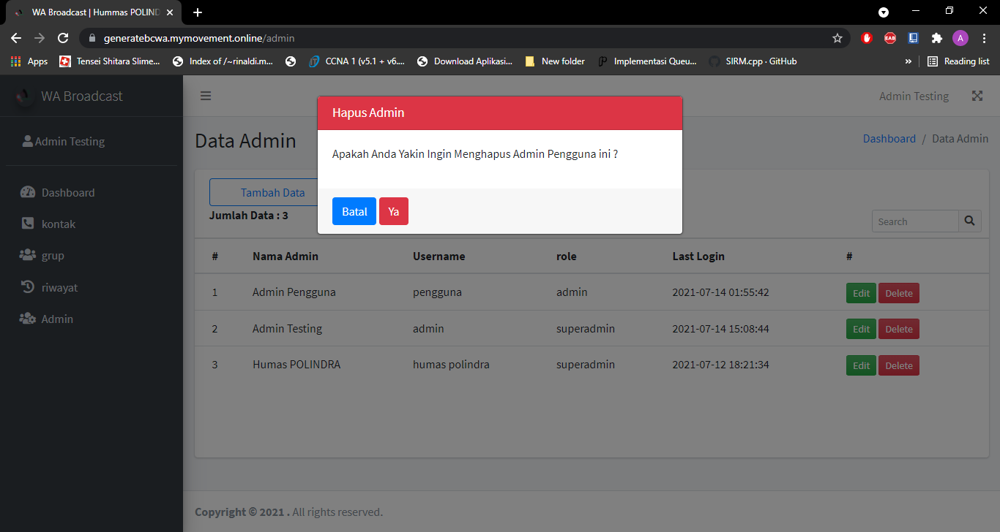 WA Broadcast | Hummas POLIND
generatebcwa.mymovement.online/admin
EAB
A
Apps
Tensei Shitara Slime...
Index of /~rinaldi.m...
CCNA 1 (v5.1 + v6....
Download Aplikasi...
New folder
Implementasi Queu...
SIRM.cpp · GitHub
»
Reading list
WA Broadcast
Admin Testing
Admin Testing
Dashboard
kontak
grup
riwayat
Admin
Data Admin
Dashboard / Data Admin
Hapus Admin
Apakah Anda Yakin Ingin Menghapus Admin Pengguna ini ?
Batal Ya
Tambah Data
Jumlah Data : 3
Search
# Nama Admin Username role Last Login #
1 Admin Pengguna pengguna admin 2021-07-14 01:55:42 Edit Delete
2 Admin Testing admin superadmin 2021-07-14 15:08:44 Edit Delete
3 Humas POLINDRA humas polindra superadmin 2021-07-12 18:21:34 Edit Delete
Copyright © 2021 . All rights reserved.